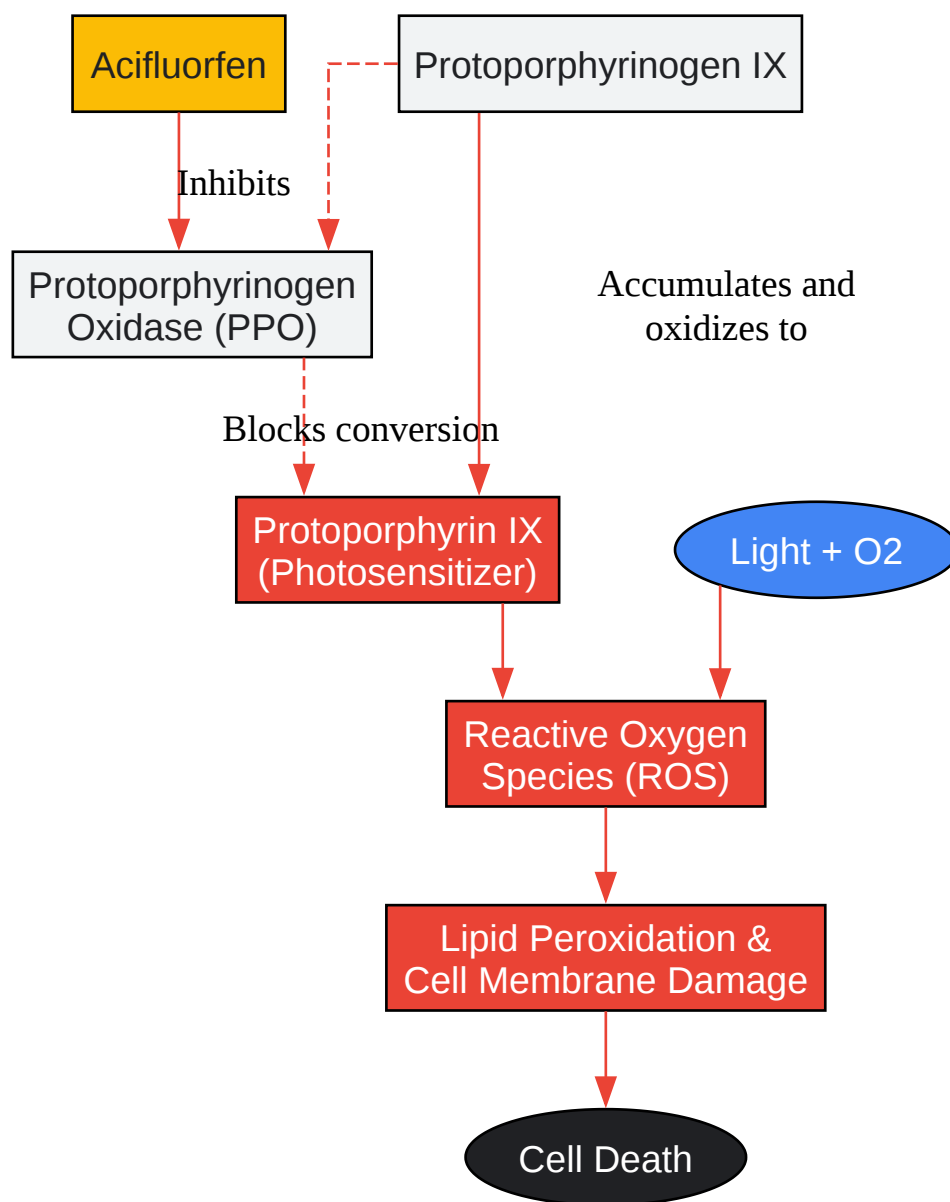 Acifluorfen
Protoporphyrinogen IX
Inhibits
Protoporphyrinogen
Oxidase (PPO)
Accumulates and
oxidizes to
Blocks conversion
Protoporphyrin IX
(Photosensitizer)
Light + O2
Reactive Oxygen
Species (ROS)
Lipid Peroxidation &
Cell Membrane Damage
Cell Death